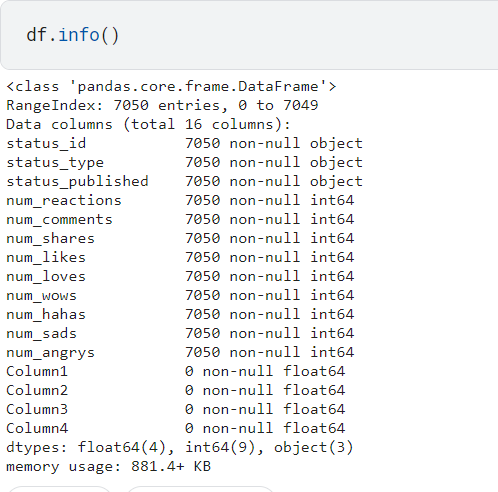 df.info()
<class 'pandas.core.frame.DataFrame'>
RangeIndex: 7050 entries, 0 to 7049
Data columns (total 16 columns):
status_id           7050 non-null object
status_type         7050 non-null object
status_published    7050 non-null object
num_reactions       7050 non-null int64
num_comments        7050 non-null int64
num_shares          7050 non-null int64
num_likes           7050 non-null int64
num_loves           7050 non-null int64
num_wows            7050 non-null int64
num_hahas           7050 non-null int64
num_sads            7050 non-null int64
num_angrys          7050 non-null int64
Column1             0 non-null float64
Column2             0 non-null float64
Column3             0 non-null float64
Column4             0 non-null float64
dtypes: float64(4), int64(9), object(3)
memory usage: 881.4+ KB